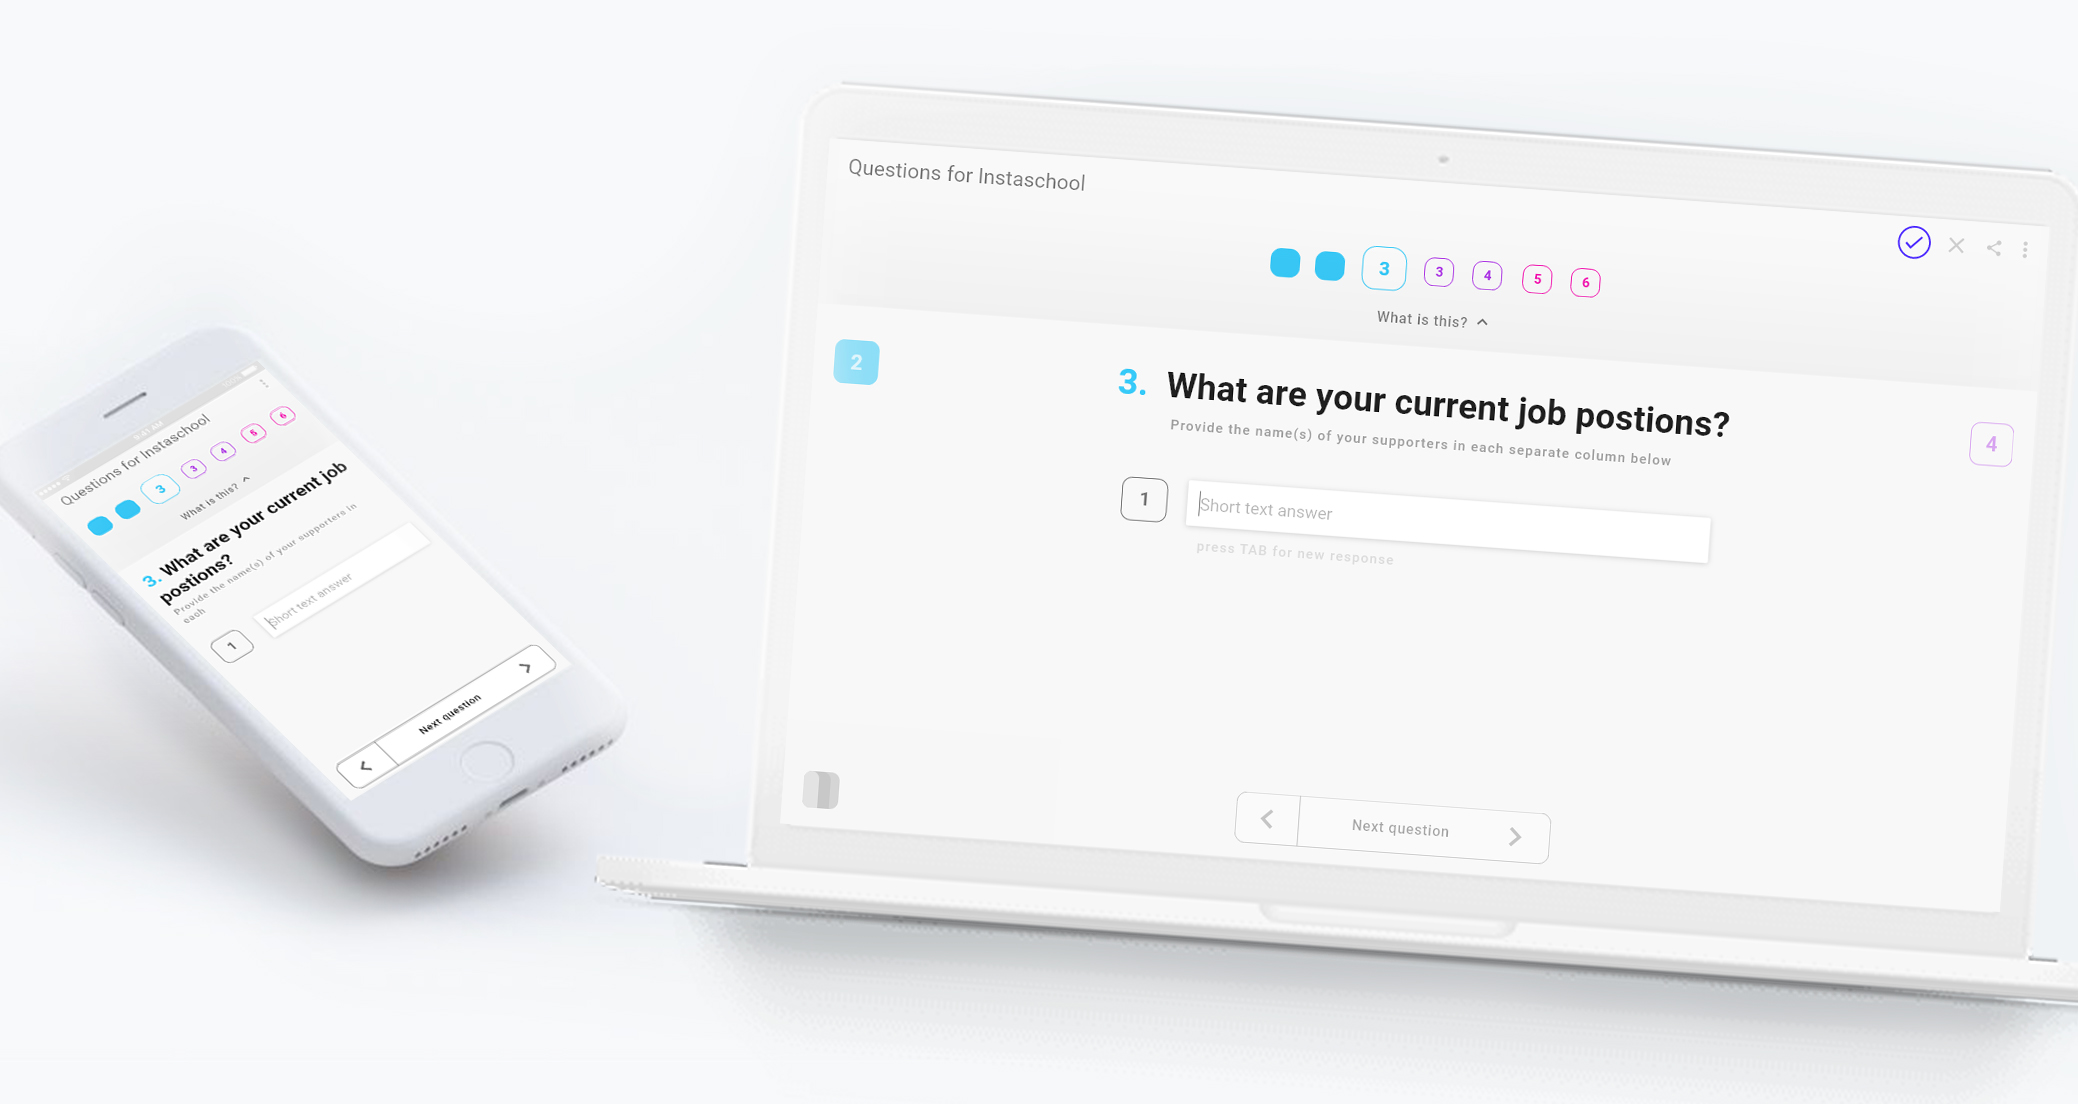 Questions for Instaschool
3 3 4 5 6
What is this?
3. What are your current job
postions?
Provide the name(s) of your supporters in
each
1 Short text answer
Next question
Questions for Instaschool
3 3 4 5 6
What is this?
2
3. What are your current job postions?
Provide the name(s) of your supporters in each separate column below
4
1 Short text answer
press TAB for new response
Next question